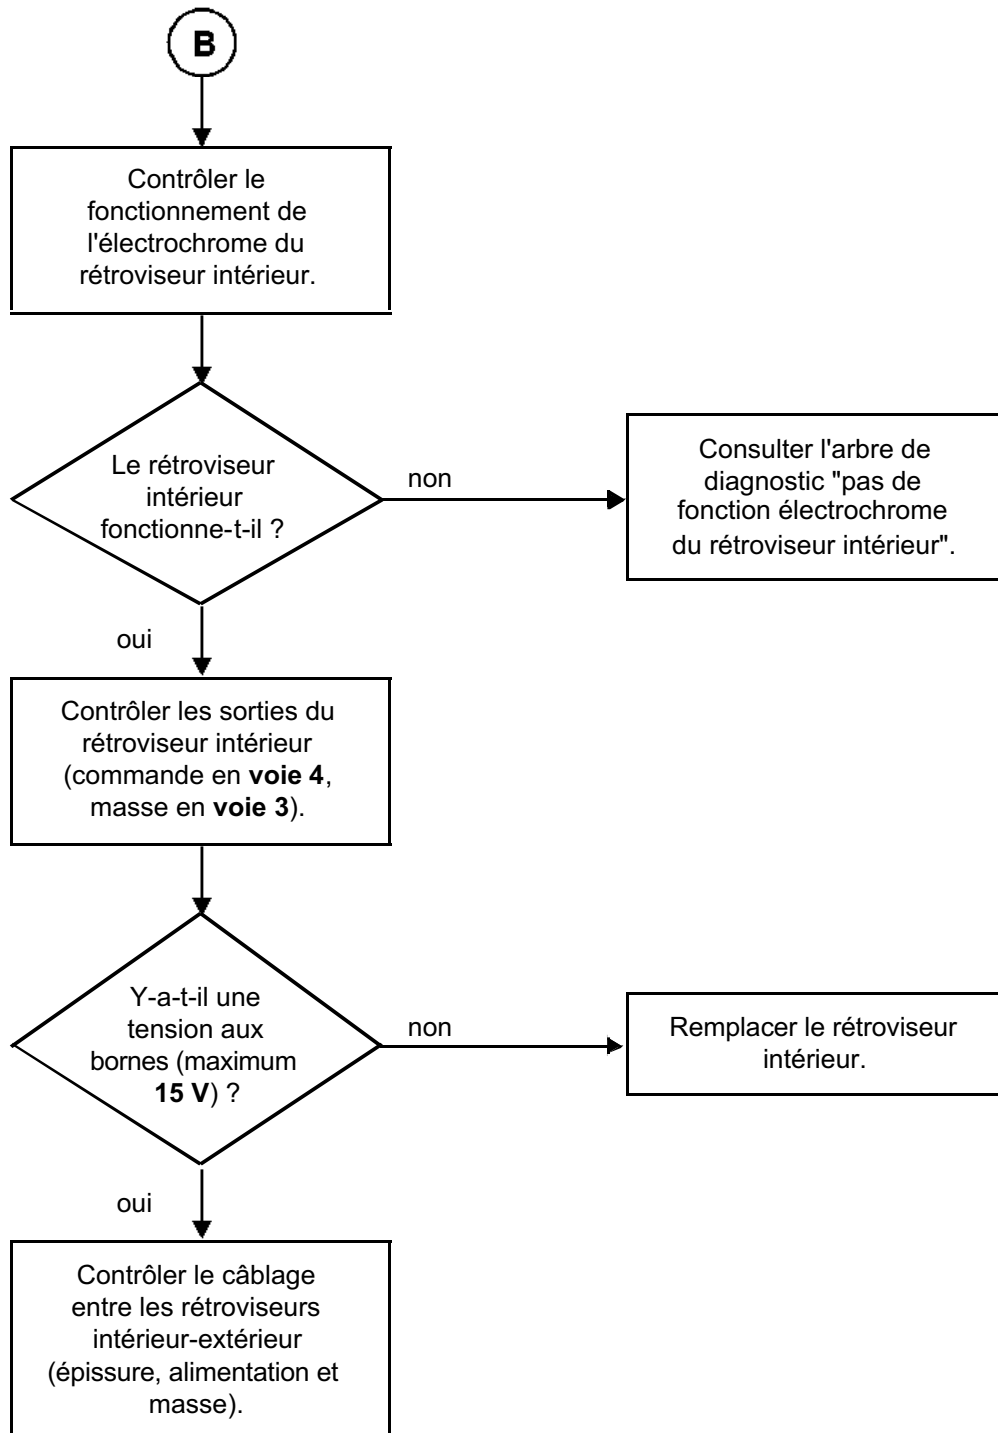 B
Contrôler le
fonctionnement de
l'électrochrome du
rétroviseur intérieur.
Le rétroviseur
intérieur
fonctionne-t-il ?
non
Consulter l'arbre de
diagnostic "pas de
fonction électrochrome
du rétroviseur intérieur".
oui
Contrôler les sorties du
rétroviseur intérieur
(commande en voie 4,
masse en voie 3).
Y-a-t-il une
tension aux
bornes (maximum
15 V) ?
non
Remplacer le rétroviseur
intérieur.
oui
Contrôler le câblage
entre les rétroviseurs
intérieur-extérieur
(épissure, alimentation et
masse).